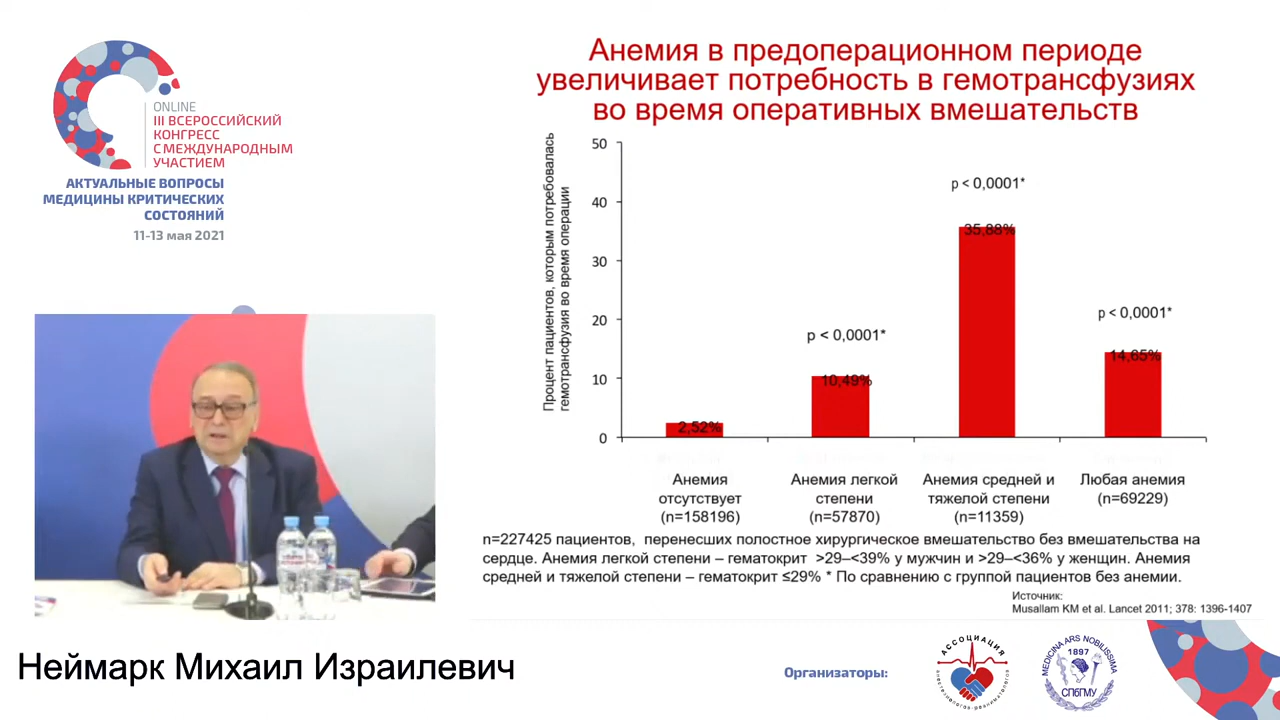 ONLINE
III ВСЕРОССИЙСКИЙ
КОНГРЕСС
С МЕЖДУНАРОДНЫМ
УЧАСТИЕМ
АКТУАЛЬНЫЕ ВОПРОСЫ
МЕДИЦИНЫ КРИТИЧЕСКИХ
СОСТОЯНИЙ
11-13 мая 2021
Анемия в предоперационном периоде
увеличивает потребность в гемотрансфузиях
во время оперативных вмешательств
Процент пациентов, которым потребовалась
гемотрансфузия во время операции
50
40
30
20
10
0
2,52%
p < 0,0001*
10,49%
p < 0,0001*
35,88%
p < 0,0001*
14,65%
Анемия
отсутствует
(n=158196)
Анемия легкой
степени
(n=57870)
Анемия средней и
тяжелой степени
(n=11359)
Любая анемия
(n=69229)
n=227425 пациентов, перенесших полостное хирургическое вмешательство без вмешательства на
сердце. Анемия легкой степени – гематокрит >29–<39% у мужчин и >29–<36% у женщин. Анемия
средней и тяжелой степени – гематокрит ≤29% * По сравнению с группой пациентов без анемии.
Источник:
Musallam KM et al. Lancet 2011; 378: 1396-1407
Неймарк Михаил Израилевич
Организаторы:
АССОЦИАЦИЯ
анестезиологов-реаниматологов
MEDICINA ARS NOBILISSIMA
1897
СПбГМУ